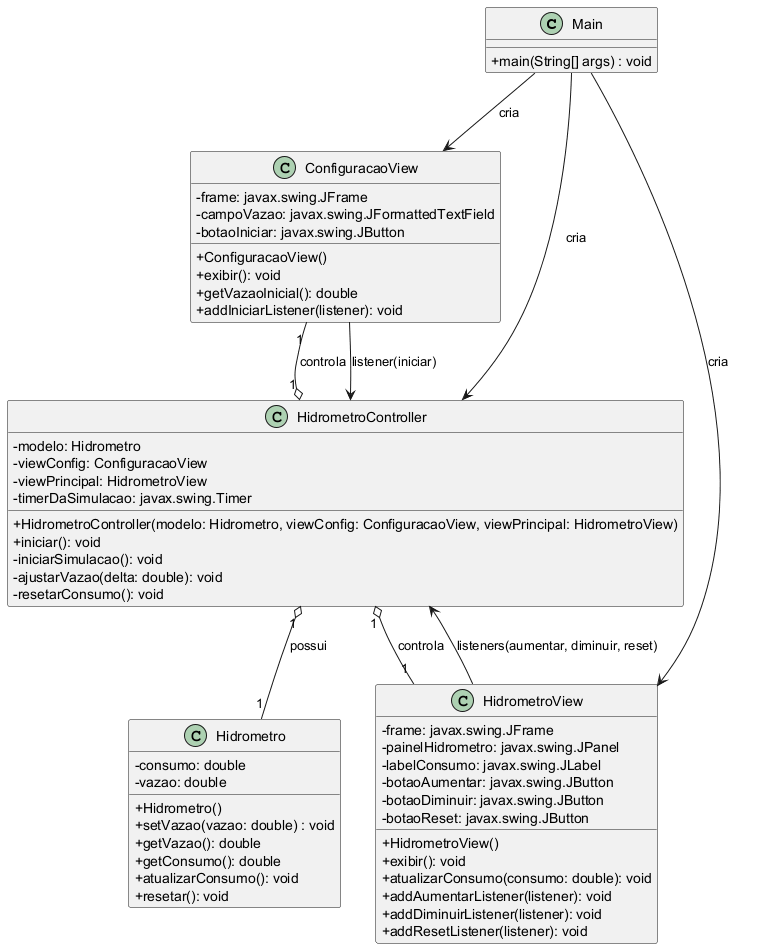 C Main
+main(String[] args) : void
cria
C ConfiguracaoView
-frame: javax.swing.JFrame
-campoVazao: javax.swing.JFormattedTextField
-botaoIniciar: javax.swing.JButton
+ConfiguracaoView()
+exibir(): void
+getVazaoInicial(): double
+addIniciarListener(listener): void
cria
1
controla
listener(iniciar)
cria
1
C HidrometroController
-modelo: Hidrometro
-viewConfig: ConfiguracaoView
-viewPrincipal: HidrometroView
-timerDaSimulacao: javax.swing.Timer
+HidrometroController(modelo: Hidrometro, viewConfig: ConfiguracaoView, viewPrincipal: HidrometroView)
+iniciar(): void
-iniciarSimulacao(): void
-ajustarVazao(delta: double): void
-resetarConsumo(): void
1
1
possui
controla
listeners(aumentar, diminuir, reset)
1
1
C Hidrometro
-consumo: double
-vazao: double
+Hidrometro()
+setVazao(vazao: double) : void
+getVazao(): double
+getConsumo(): double
+atualizarConsumo(): void
+resetar(): void
C HidrometroView
-frame: javax.swing.JFrame
-painelHidrometro: javax.swing.JPanel
-labelConsumo: javax.swing.JLabel
-botaoAumentar: javax.swing.JButton
-botaoDiminuir: javax.swing.JButton
-botaoReset: javax.swing.JButton
+HidrometroView()
+exibir(): void
+atualizarConsumo(consumo: double): void
+addAumentarListener(listener): void
+addDiminuirListener(listener): void
+addResetListener(listener): void